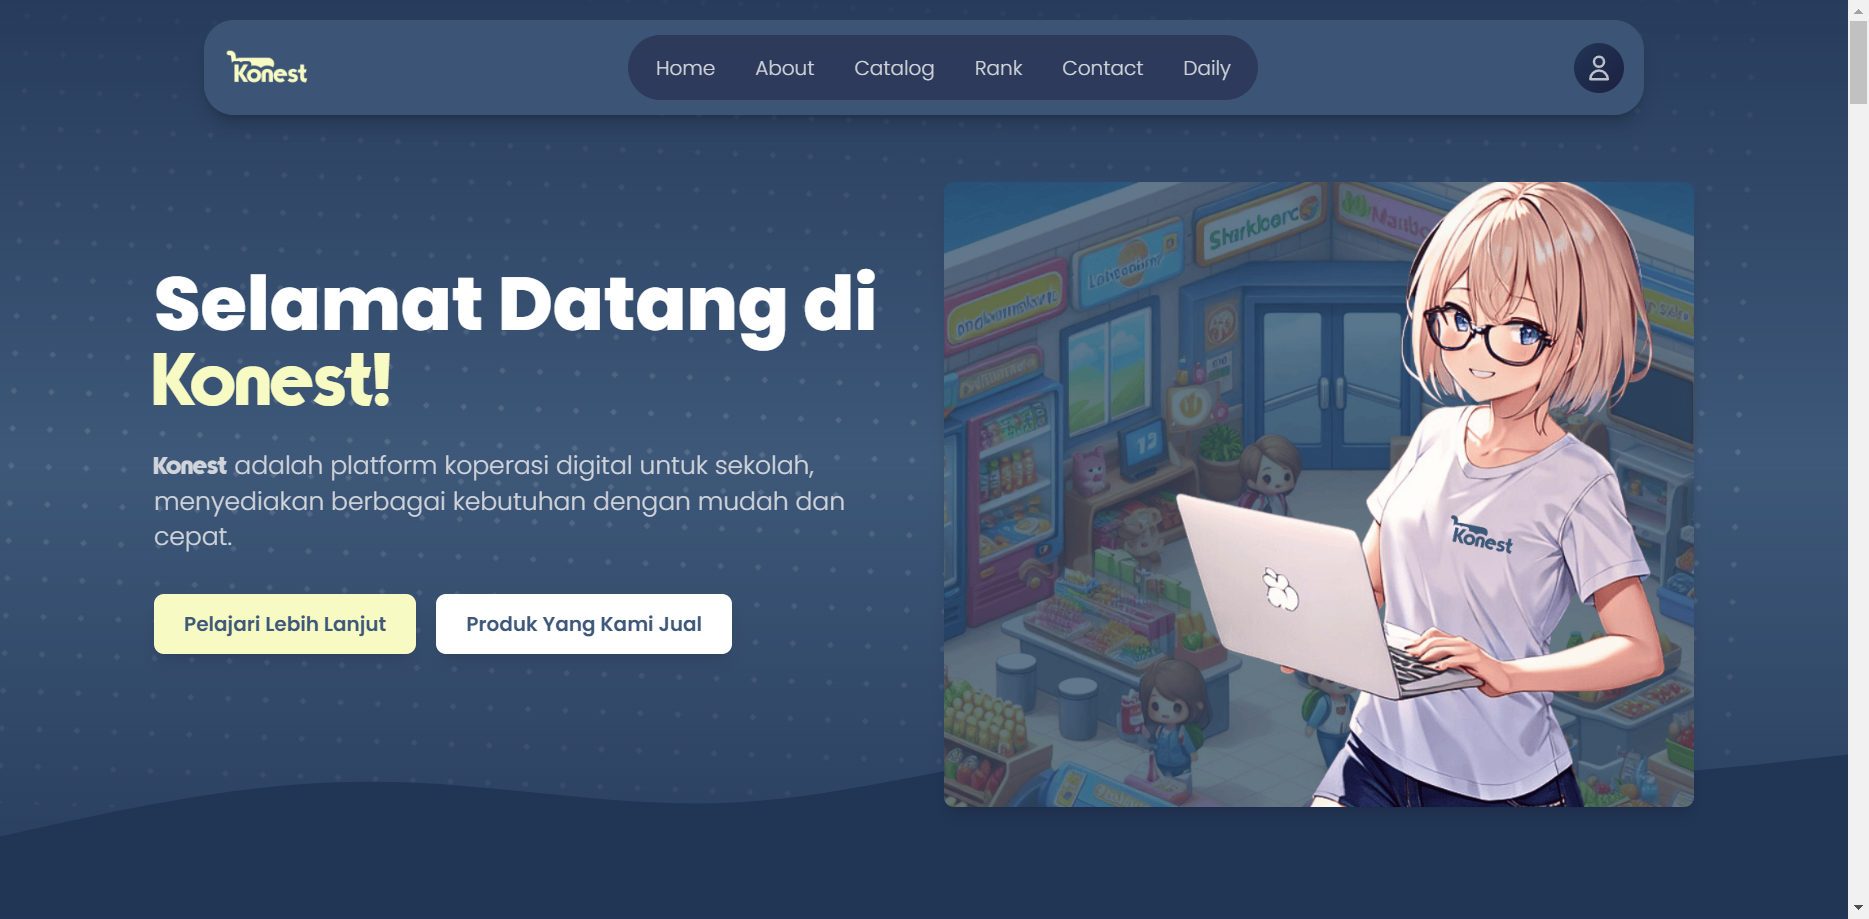 Konest
Home About Catalog Rank Contact Daily
Selamat Datang di
Konest!
Konest adalah platform koperasi digital untuk sekolah,
menyediakan berbagai kebutuhan dengan mudah dan
cepat.
Pelajari Lebih Lanjut
Produk Yang Kami Jual
Konest